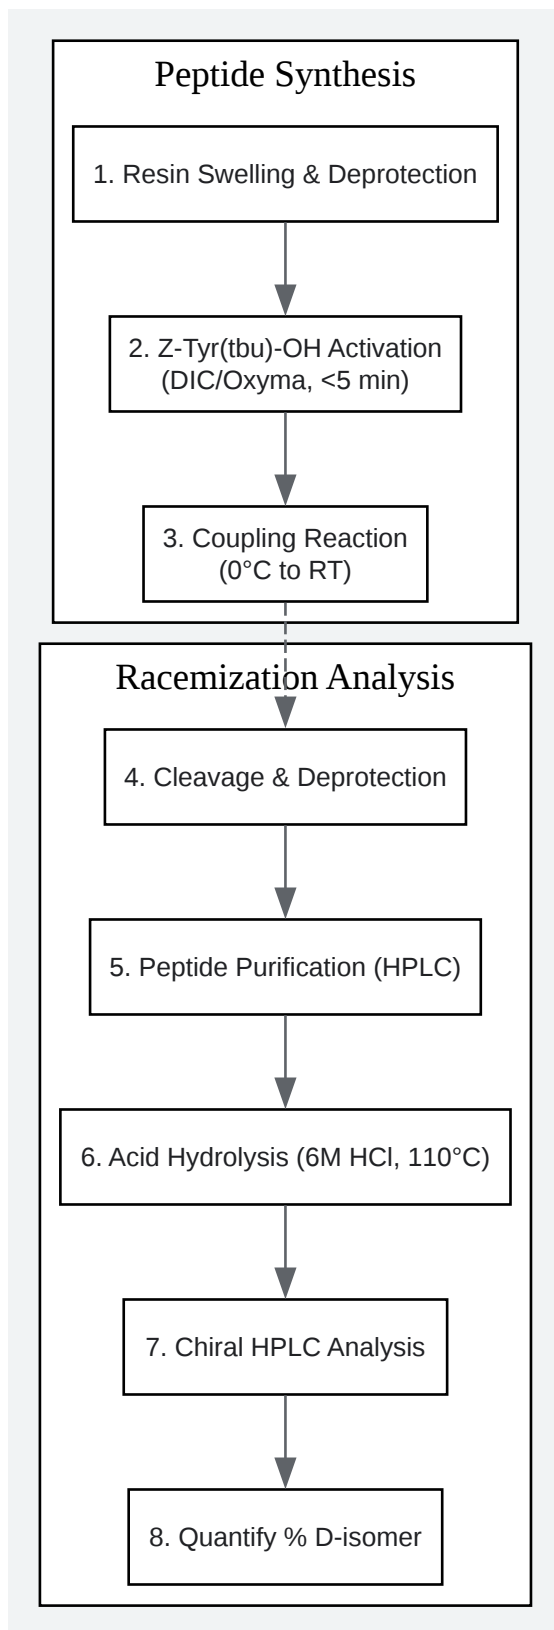 Peptide Synthesis
1. Resin Swelling & Deprotection
2. Z-Tyr(tbu)-OH Activation
(DIC/Oxyma, <5 min)
3. Coupling Reaction
(0°C to RT)
Racemization Analysis
4. Cleavage & Deprotection
5. Peptide Purification (HPLC)
6. Acid Hydrolysis (6M HCl, 110°C)
7. Chiral HPLC Analysis
8. Quantify % D-isomer